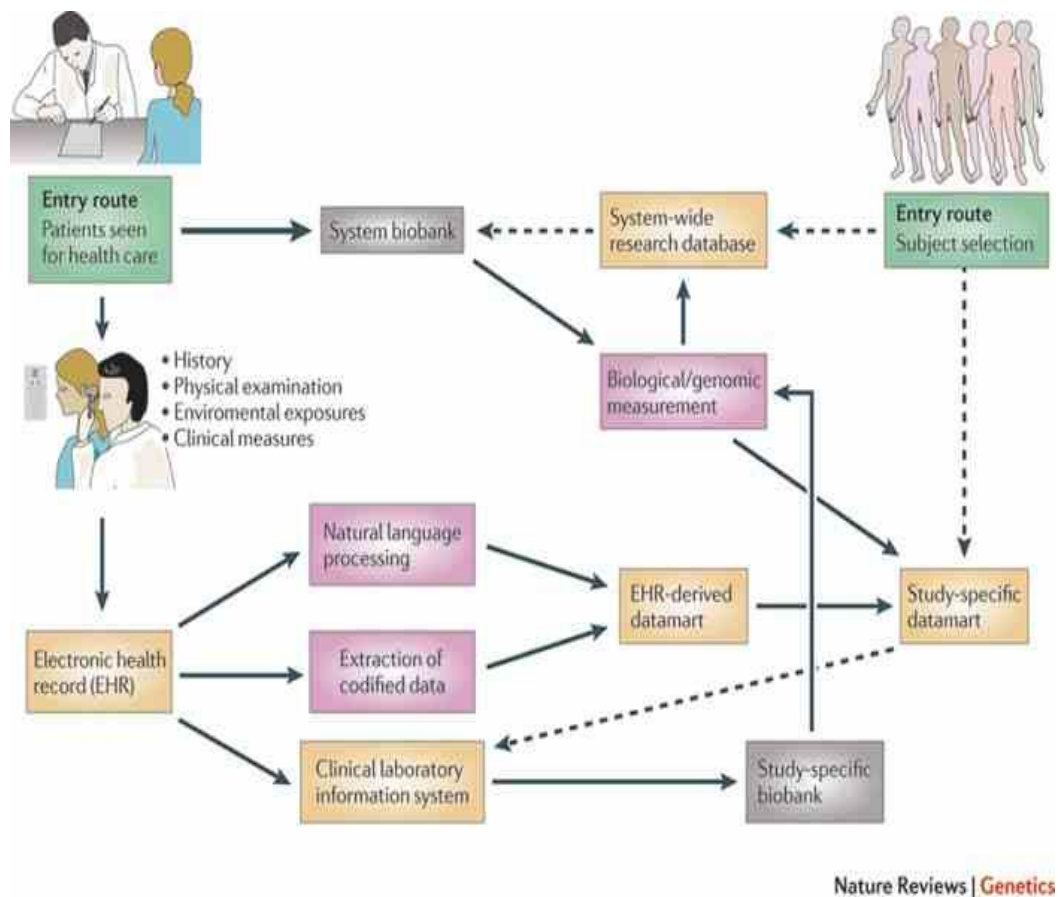 Entry route
Patients seen
for health care
System biobank
System-wide
research database
Entry route
Subject selection
• History
• Physical examination
• Enviromental exposures
• Clinical measures
Biological/genomic
measurement
Natural language
processing
EHR-derived
datamart
Study-specific
datamart
Electronic health
record (EHR)
Extraction of
codified data
Clinical laboratory
information system
Study-specific
biobank
Nature Reviews | Genetics